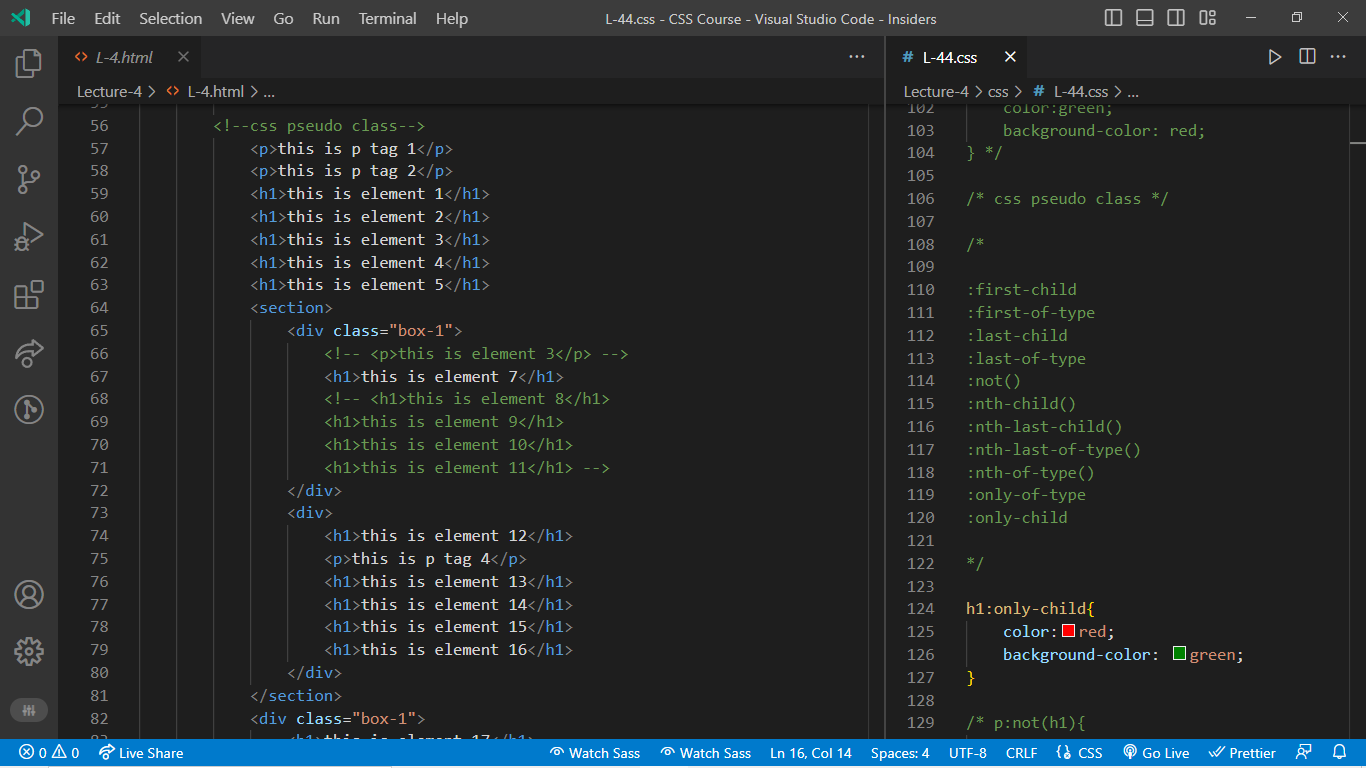 File Edit Selection View Go Run Terminal Help L-44.css - CSS Course - Visual Studio Code - Insiders
L-4.html
L-44.css
Lecture-4 > L-4.html > ...
55
56 <!--css pseudo class-->
57 <p>this is p tag 1</p>
58 <p>this is p tag 2</p>
59 <h1>this is element 1</h1>
60 <h1>this is element 2</h1>
61 <h1>this is element 3</h1>
62 <h1>this is element 4</h1>
63 <h1>this is element 5</h1>
64 <section>
65 <div class="box-1">
66 <!-- <p>this is element 3</p> -->
67 <h1>this is element 7</h1>
68 <!-- <h1>this is element 8</h1>
69 <h1>this is element 9</h1>
70 <h1>this is element 10</h1>
71 <h1>this is element 11</h1> -->
72 </div>
73 <div>
74 <h1>this is element 12</h1>
75 <p>this is p tag 4</p>
76 <h1>this is element 13</h1>
77 <h1>this is element 14</h1>
78 <h1>this is element 15</h1>
79 <h1>this is element 16</h1>
80 </div>
81 </section>
82 <div class="box-1">
83 <h1>this is element 17</h1>
Lecture-4 > css > # L-44.css > ...
102 color:green;
103 background-color: red;
104 } */
105
106 /* css pseudo class */
107
108 /*
109
110 :first-child
111 :first-of-type
112 :last-child
113 :last-of-type
114 :not()
115 :nth-child()
116 :nth-last-child()
117 :nth-last-of-type()
118 :nth-of-type()
119 :only-of-type
120 :only-child
121
122 */
123
124 h1:only-child{
125 color:red;
126 background-color: green;
127 }
128
129 /* p:not(h1){
0 0 Live Share Watch Sass Watch Sass Ln 16, Col 14 Spaces: 4 UTF-8 CRLF {} CSS Go Live Prettier